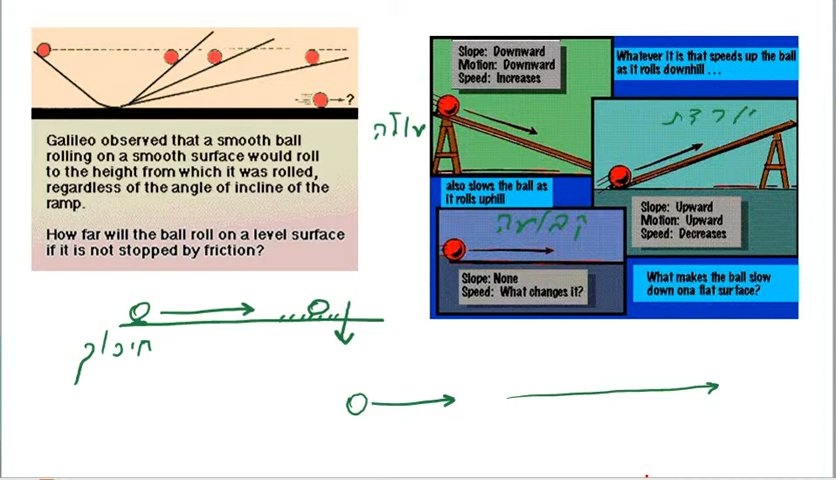 ?
Galileo observed that a smooth ball
rolling on a smooth surface would roll
to the height from which it was rolled,
regardless of the angle of incline of the
ramp.
How far will the ball roll on a level surface
if it is not stopped by friction?
Slope: Downward
Motion: Downward
Speed: Increases
Whatever it is that speeds up the ball
as it rolls downhill ...
עולה
יורדת
also slows the ball as
it rolls uphill
Slope: Upward
Motion: Upward
Speed: Decreases
קבועה
Slope: None
Speed: What changes it?
What makes the ball slow
down ona flat surface?
חיכוך